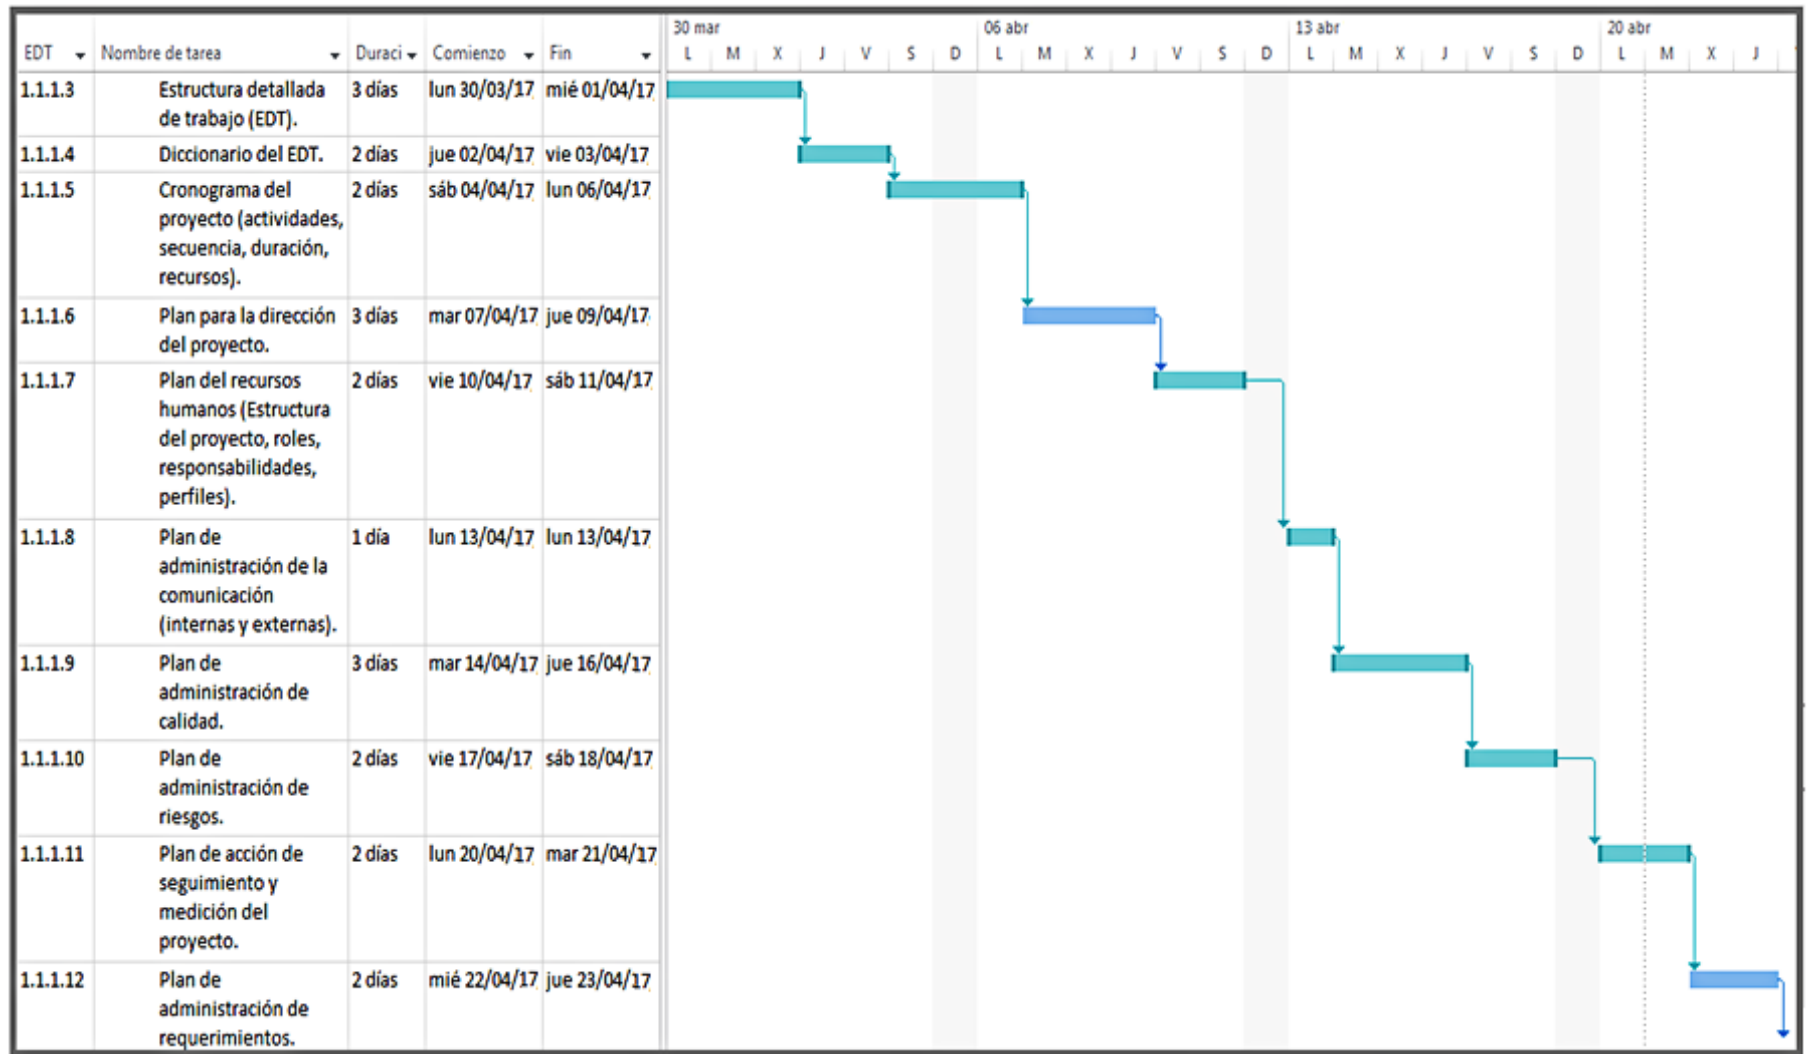 30 mar 06 abr 13 abr 20 abr
EDT Nombre de tarea Duraci Comienzo Fin L M X J V S D L M X J V S D L M X J V S D L M X J
1.1.1.3 Estructura detallada 3 días lun 30/03/17 mié 01/04/17
de trabajo (EDT).
1.1.1.4 Diccionario del EDT. 2 días jue 02/04/17 vie 03/04/17
1.1.1.5 Cronograma del 2 días sáb 04/04/17 lun 06/04/17
proyecto (actividades,
secuencia, duración,
recursos).
1.1.1.6 Plan para la dirección 3 días mar 07/04/17 jue 09/04/17
del proyecto.
1.1.1.7 Plan del recursos 2 días vie 10/04/17 sáb 11/04/17
humanos (Estructura
del proyecto, roles,
responsabilidades,
perfiles).
1.1.1.8 Plan de 1 día lun 13/04/17 lun 13/04/17
administración de la
comunicación
(internas y externas).
1.1.1.9 Plan de 3 días mar 14/04/17 jue 16/04/17
administración de
calidad.
1.1.1.10 Plan de 2 días vie 17/04/17 sáb 18/04/17
administración de
riesgos.
1.1.1.11 Plan de acción de 2 días lun 20/04/17 mar 21/04/17
seguimiento y
medición del
proyecto.
1.1.1.12 Plan de 2 días mié 22/04/17 jue 23/04/17
administración de
requerimientos.